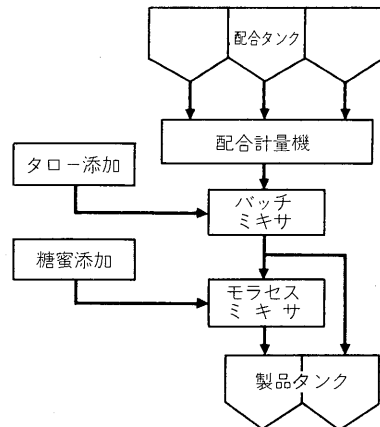 配合タンク
配合計量機
タロー添加
バッチ
ミキサ
糖蜜添加
モラセス
ミキサ
製品タンク